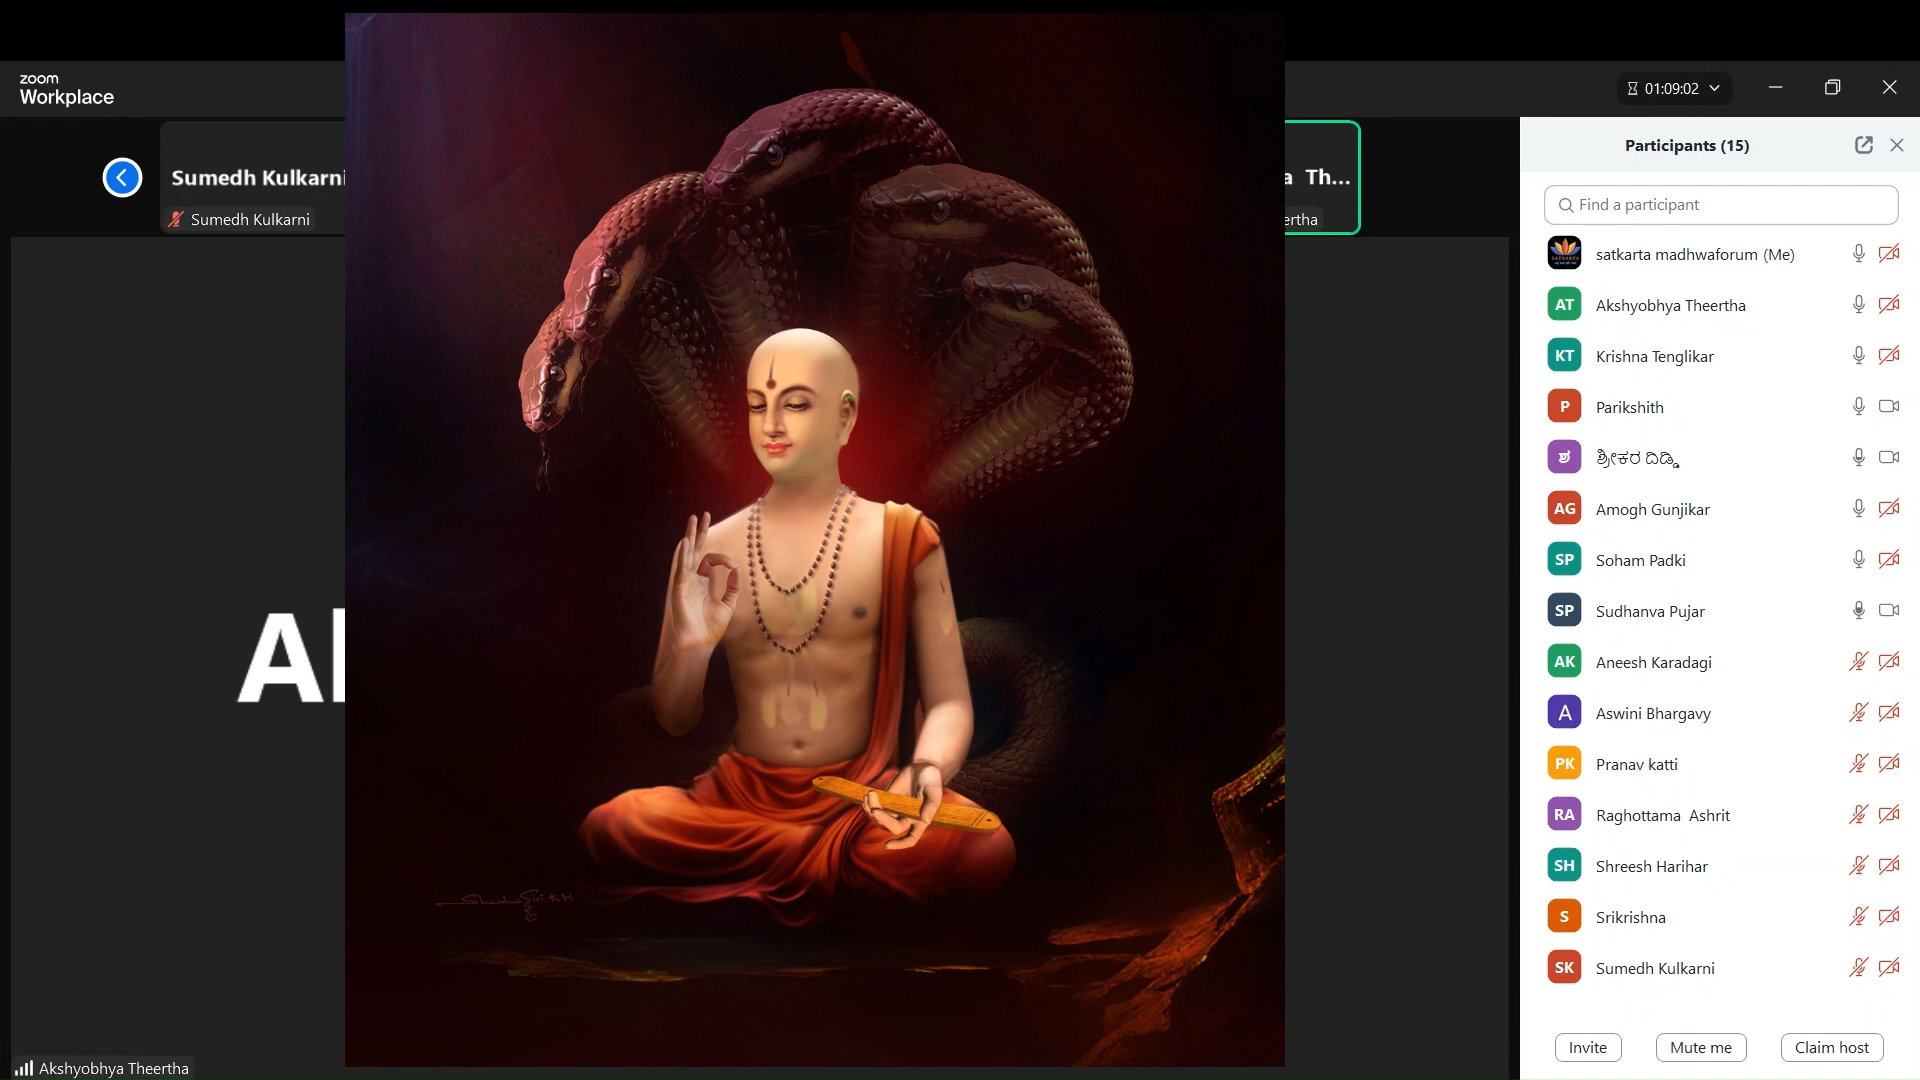 zoom
Workplace
01:09:02
Sumedh Kulkarni
Sumedh Kulkarni
a Th...
ertha
Al
Akshyobhya Theertha
Participants (15)
Find a participant
satkarta madhwaforum (Me)
AT Akshyobhya Theertha
KT Krishna Tenglikar
P Parikshith
ಶ ಶ್ರೀಕರ ದಿಡ್ಡಿ
AG Amogh Gunjikar
SP Soham Padki
SP Sudhanva Pujar
AK Aneesh Karadagi
A Aswini Bhargavy
PK Pranav katti
RA Raghottama Ashrit
SH Shreesh Harihar
S Srikrishna
SK Sumedh Kulkarni
Invite Mute me Claim host